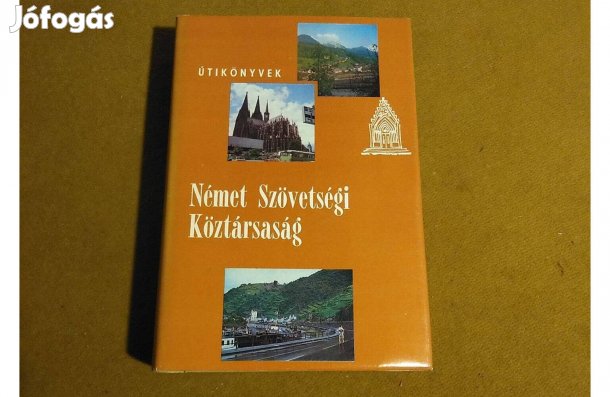 Jófogás
ÚTIKÖNYVEK
Német Szövetségi
Köztársaság